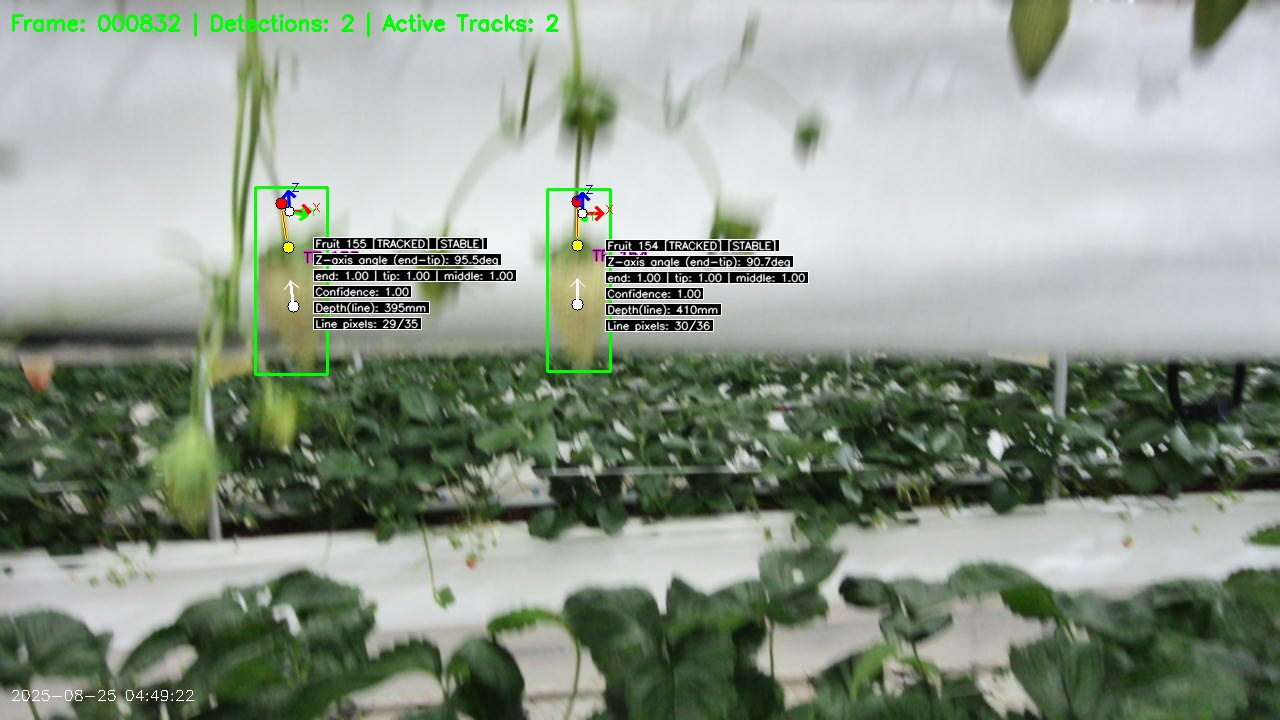 Frame: 000832 | Detections: 2 | Active Tracks: 2
Z
X
Fruit 155 [TRACKED] [STABLE]
Z-axis angle (end-tip): 95.5deg
end: 1.00 | tip: 1.00 | middle: 1.00
Confidence: 1.00
Depth(line): 395mm
Line pixels: 29/35
Z
X
Fruit 154 [TRACKED] [STABLE]
Z-axis angle (end-tip): 90.7deg
end: 1.00 | tip: 1.00 | middle: 1.00
Confidence: 1.00
Depth(line): 410mm
Line pixels: 30/36
2025-08-25 04:49:22